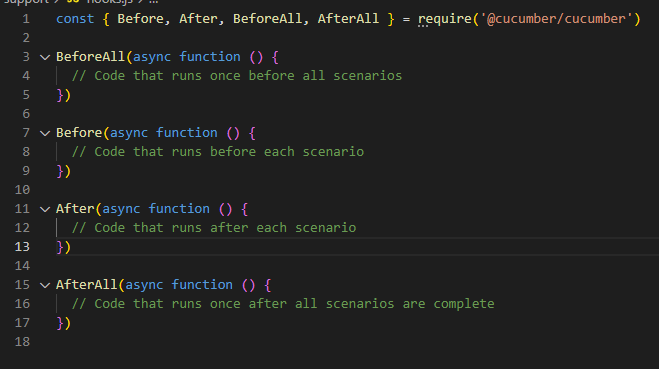 support > JS hooks.js > ...
1 const { Before, After, BeforeAll, AfterAll } = require('@cucumber/cucumber')
2
3 BeforeAll(async function () {
4 // Code that runs once before all scenarios
5 })
6
7 Before(async function () {
8 // Code that runs before each scenario
9 })
10
11 After(async function () {
12 // Code that runs after each scenario
13 })
14
15 AfterAll(async function () {
16 // Code that runs once after all scenarios are complete
17 })
18